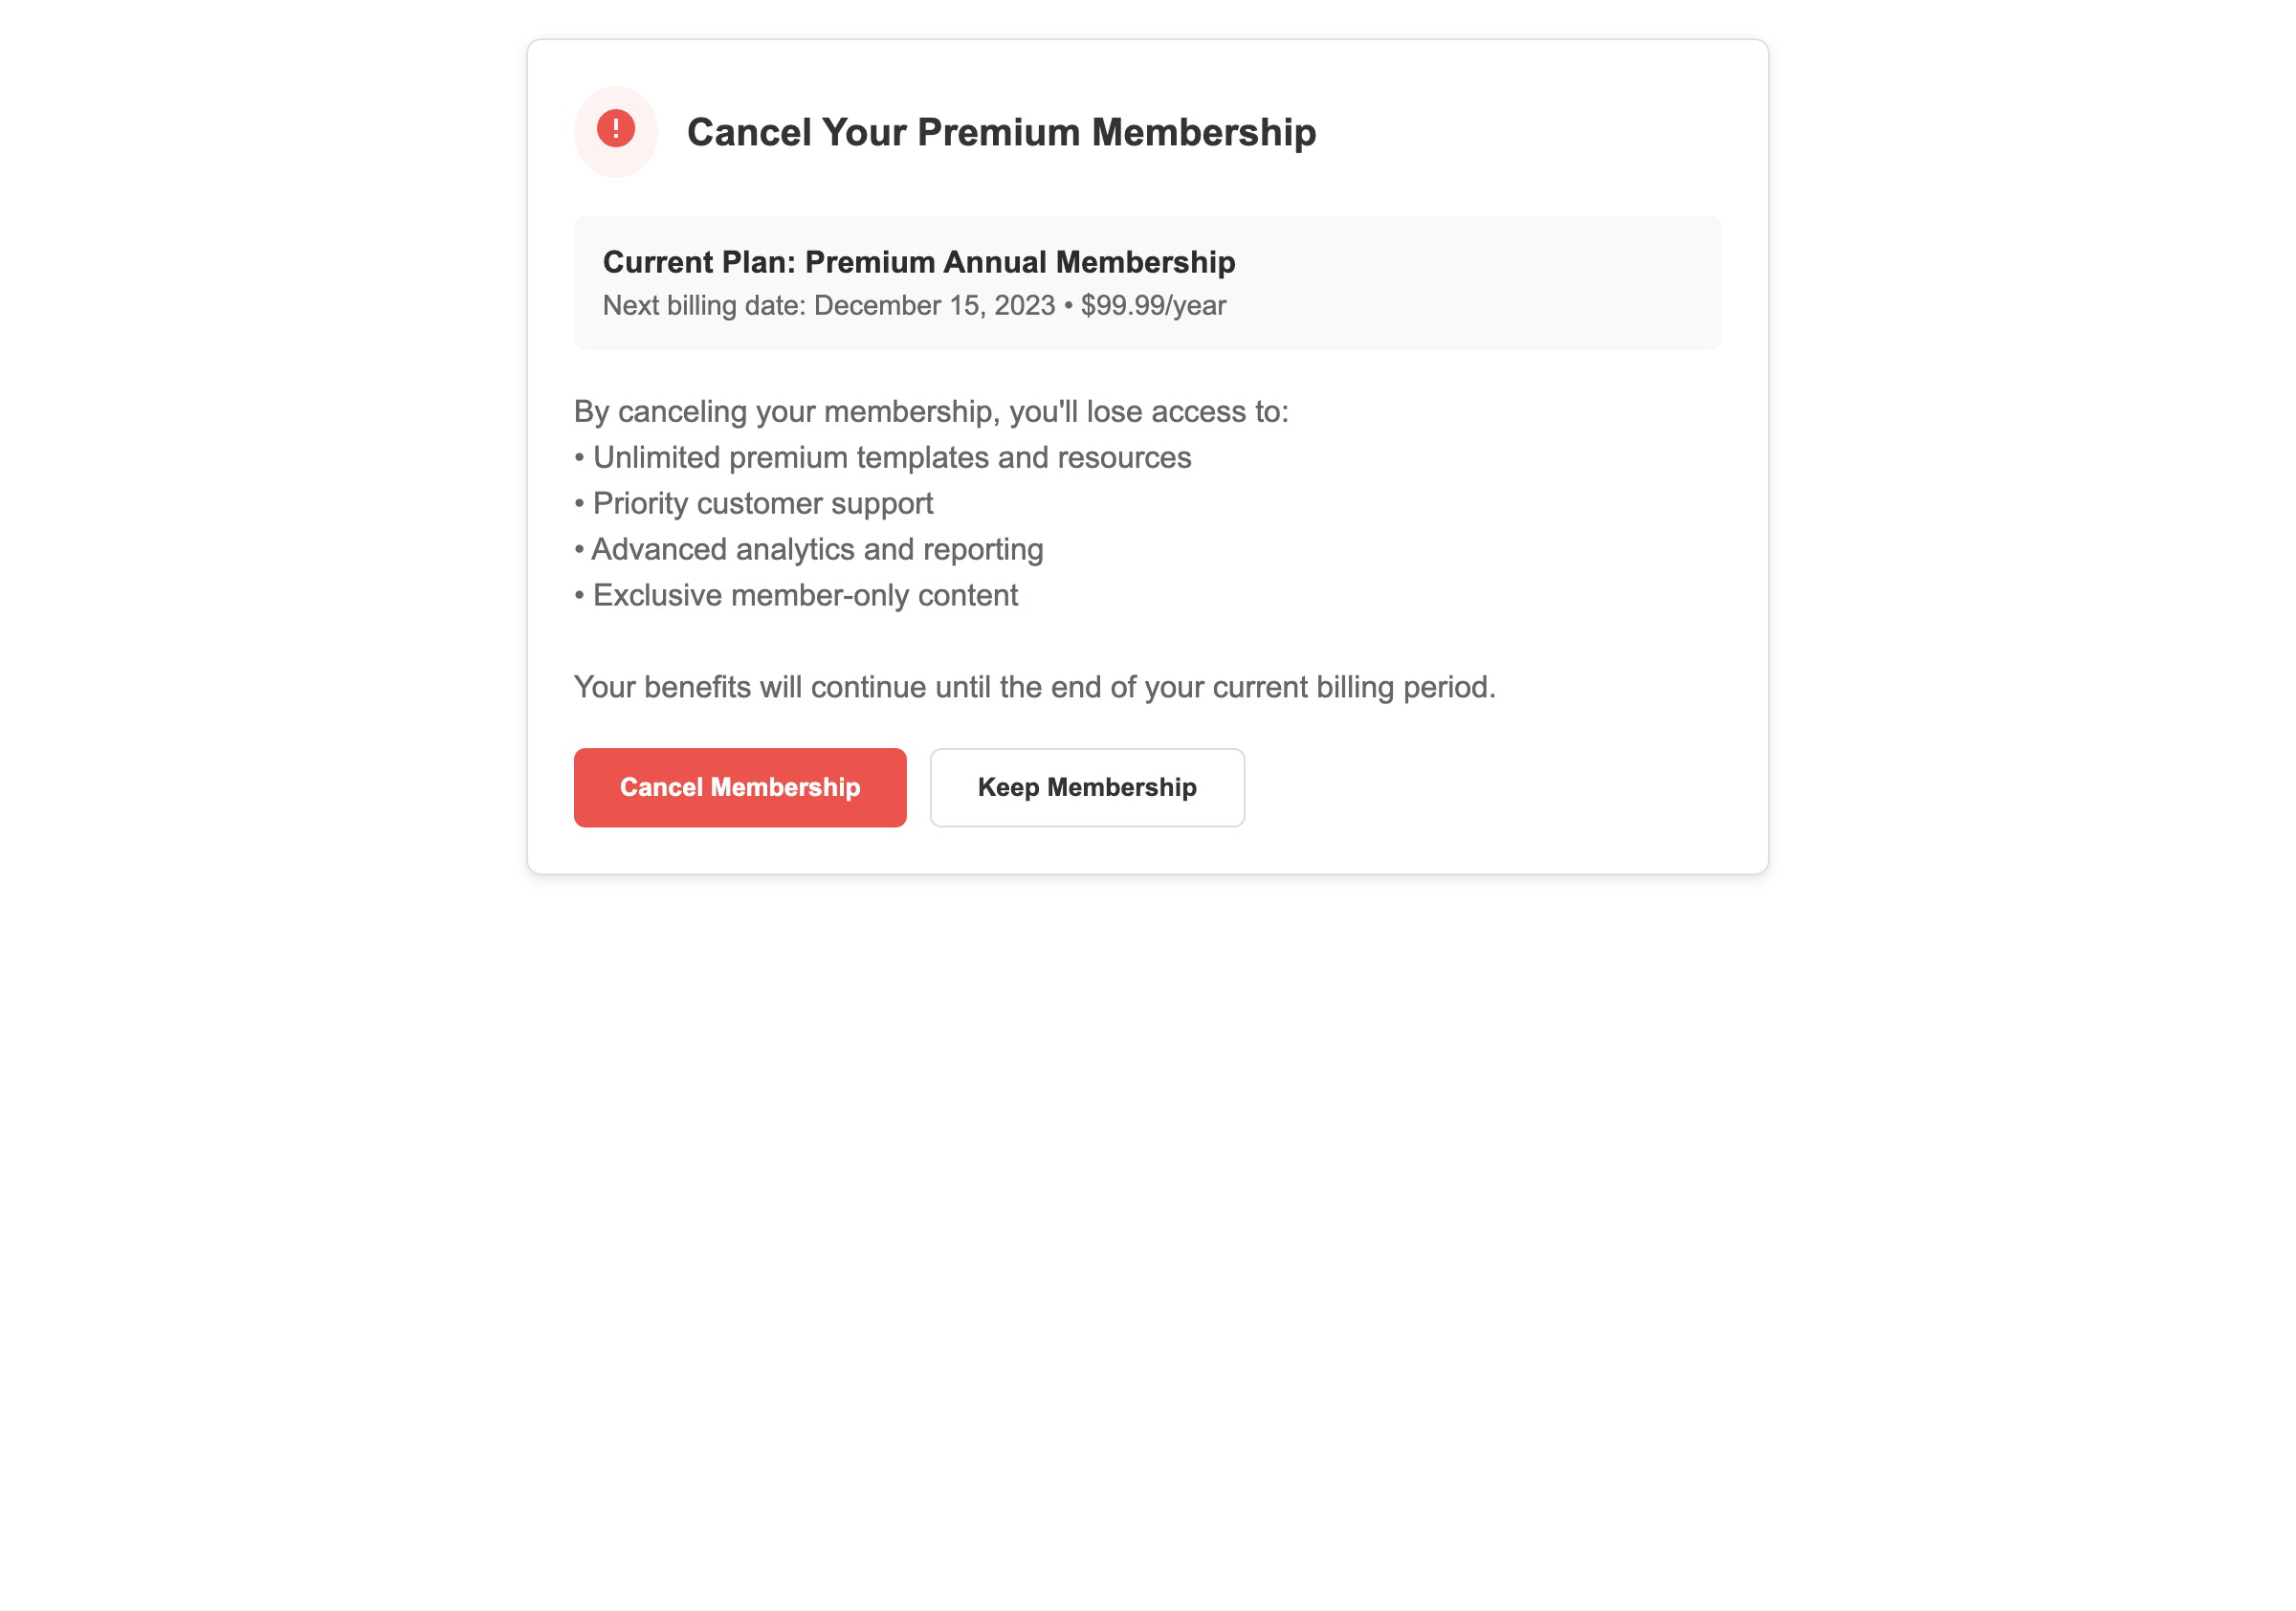 Cancel Your Premium Membership
Current Plan: Premium Annual Membership
Next billing date: December 15, 2023 • $99.99/year
By canceling your membership, you'll lose access to:
• Unlimited premium templates and resources
• Priority customer support
• Advanced analytics and reporting
• Exclusive member-only content
Your benefits will continue until the end of your current billing period.
Cancel Membership
Keep Membership